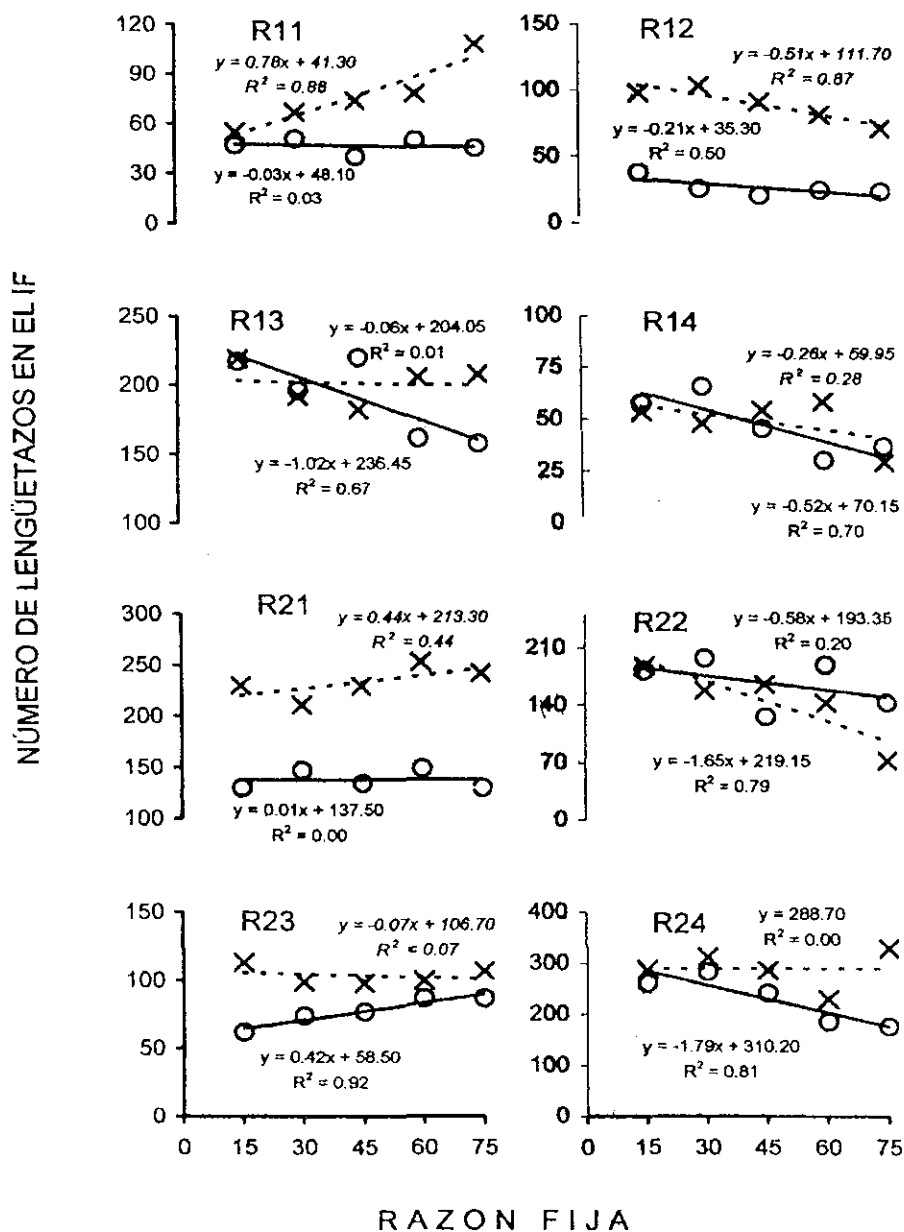 NÚMERO DE LENGÜETAZOS EN EL IF
R11
120
90
60
30
0
y = 0.78x + 41.30
R² = 0.88
y = -0.03x + 48.10
R² = 0.03
R12
150
100
50
0
y = -0.51x + 111.70
R² = 0.87
y = -0.21x + 35.30
R² = 0.50
R13
250
200
150
100
y = -0.06x + 204.05
R² = 0.01
y = -1.02x + 236.45
R² = 0.67
R14
100
75
50
25
0
y = -0.26x + 59.95
R² = 0.28
y = -0.52x + 70.15
R² = 0.70
R21
300
250
200
150
100
y = 0.44x + 213.30
R² = 0.44
y = 0.01x + 137.50
R² = 0.00
R22
210
140
70
0
y = -0.58x + 193.35
R² = 0.20
y = -1.65x + 219.15
R² = 0.79
R23
150
100
50
0
y = -0.07x + 106.70
R² = 0.07
y = 0.42x + 58.50
R² = 0.92
0 15 30 45 60 75
R24
400
300
200
100
0
y = 288.70
R² = 0.00
y = -1.79x + 310.20
R² = 0.81
0 15 30 45 60 75
RAZON FIJA